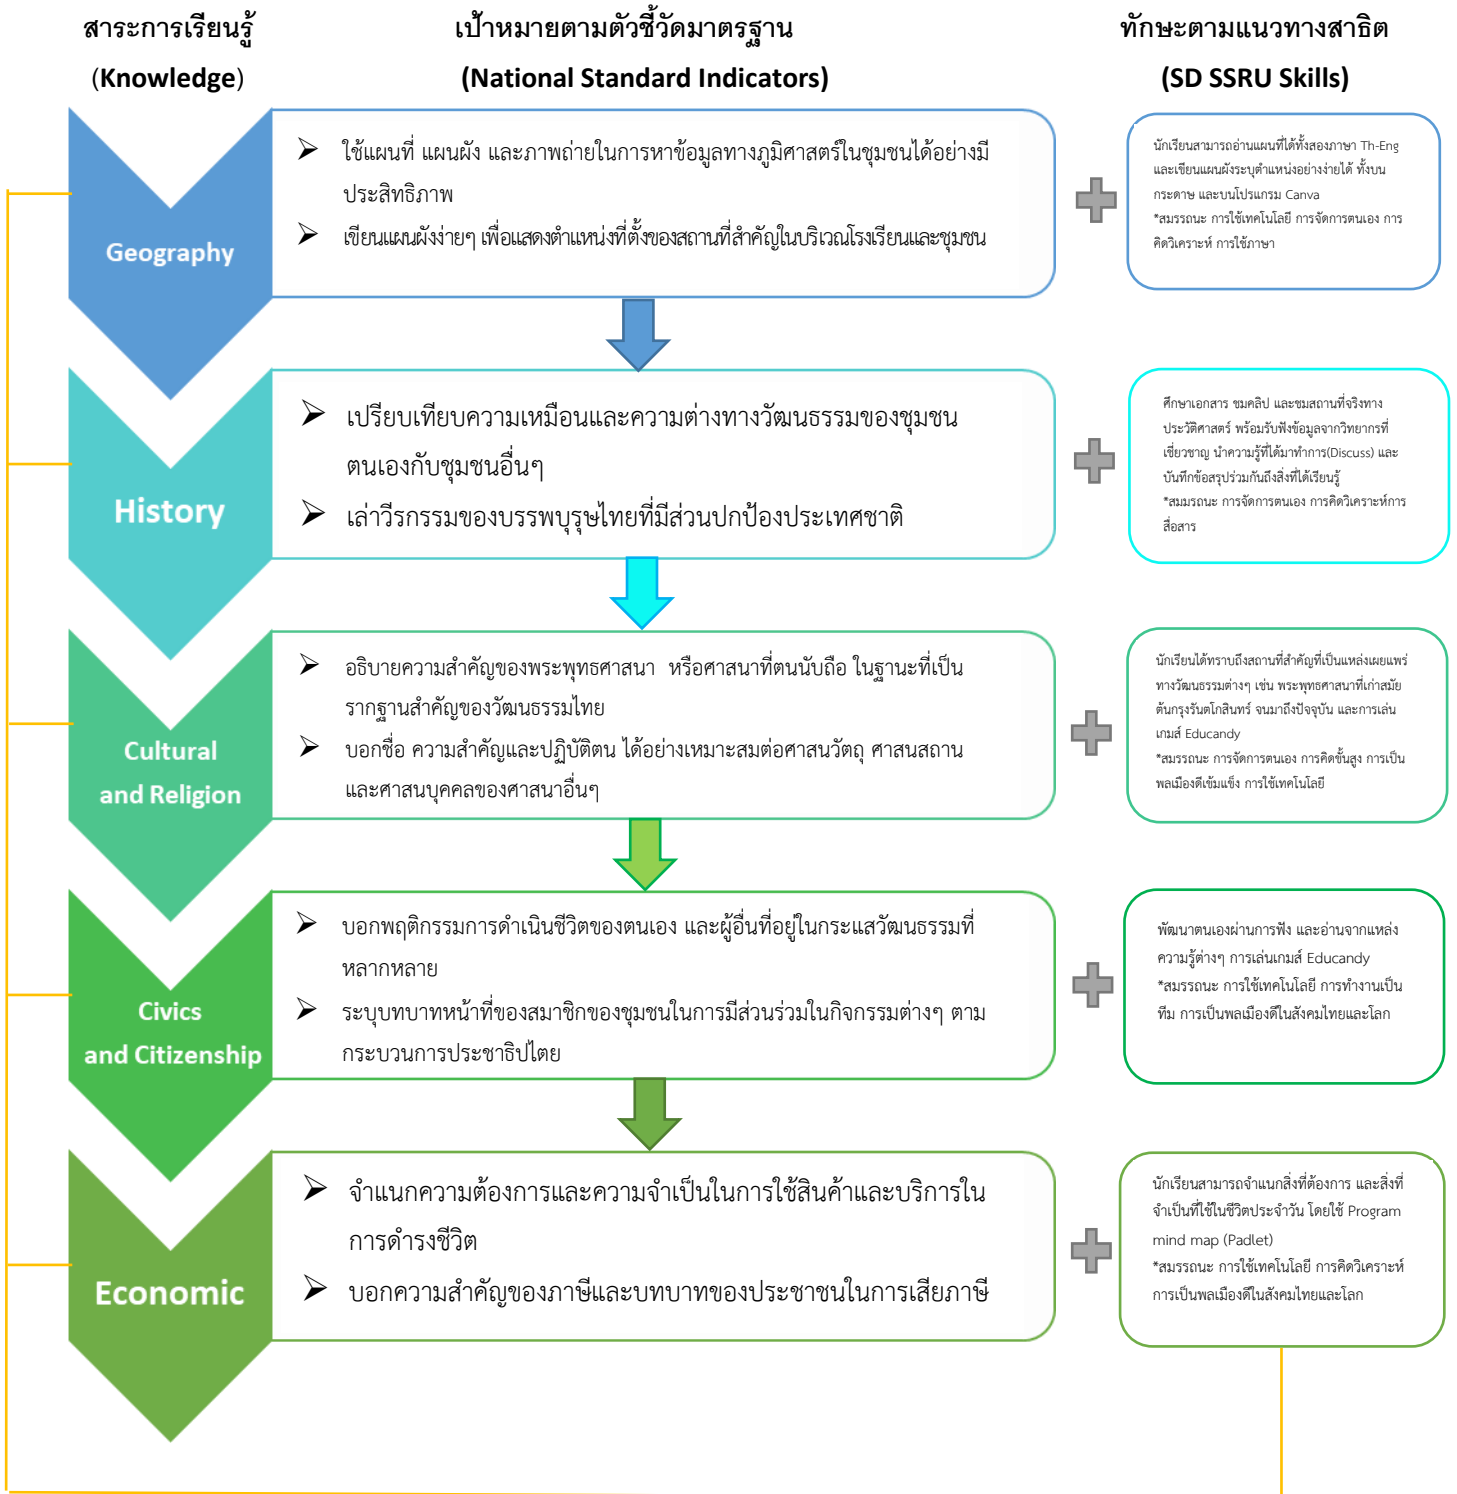 สาระการเรียนรู้
(Knowledge)
เป้าหมายตามตัวชี้วัดมาตรฐาน
(National Standard Indicators)
ทักษะตามแนวทางสาธิต
(SD SSRU Skills)
Geography
➢ ใช้แผนที่ แผนผัง และภาพถ่ายในการหาข้อมูลทางภูมิศาสตร์ในชุมชนได้อย่างมี
ประสิทธิภาพ
➢ เขียนแผนผังง่ายๆ เพื่อแสดงตำแหน่งที่ตั้งของสถานที่สำคัญในบริเวณโรงเรียนและชุมชน
นักเรียนสามารถอ่านแผนที่ได้ทั้งสองภาษา Th-Eng
และเขียนแผนผังระบุตำแหน่งอย่างง่ายได้ ทั้งบน
กระดาษ และบนโปรแกรม Canva
*สมรรถนะ การใช้เทคโนโลยี การจัดการตนเอง การ
คิดวิเคราะห์ การใช้ภาษา
History
➢ เปรียบเทียบความเหมือนและความต่างทางวัฒนธรรมของชุมชน
ตนเองกับชุมชนอื่นๆ
➢ เล่าวีรกรรมของบรรพบุรุษไทยที่มีส่วนปกป้องประเทศชาติ
ศึกษาเอกสาร ชมคลิป และชมสถานที่จริงทาง
ประวัติศาสตร์ พร้อมรับฟังข้อมูลจากวิทยากรที่
เชี่ยวชาญ นำความรู้ที่ได้มาทำการ(Discuss) และ
บันทึกข้อสรุปร่วมกันถึงสิ่งที่ได้เรียนรู้
*สมมรถนะ การจัดการตนเอง การคิดวิเคราะห์การ
สื่อสาร
Cultural
and Religion
➢ อธิบายความสำคัญของพระพุทธศาสนา หรือศาสนาที่ตนนับถือ ในฐานะที่เป็น
รากฐานสำคัญของวัฒนธรรมไทย
➢ บอกชื่อ ความสำคัญและปฏิบัติตน ได้อย่างเหมาะสมต่อศาสนวัตถุ ศาสนสถาน
และศาสนบุคคลของศาสนาอื่นๆ
นักเรียนได้ทราบถึงสถานที่สำคัญที่เป็นแหล่งเผยแพร่
ทางวัฒนธรรมต่างๆ เช่น พระพุทธศาสนาที่เก่าสมัย
ต้นกรุงรันตโกสินทร์ จนมาถึงปัจจุบัน และการเล่น
เกมส์ Educandy
*สมรรถนะ การจัดการตนเอง การคิดขั้นสูง การเป็น
พลเมืองดีเข้มแข็ง การใช้เทคโนโลยี
Civics
and Citizenship
➢ บอกพฤติกรรมการดำเนินชีวิตของตนเอง และผู้อื่นที่อยู่ในกระแสวัฒนธรรมที่
หลากหลาย
➢ ระบุบทบาทหน้าที่ของสมาชิกของชุมชนในการมีส่วนร่วมในกิจกรรมต่างๆ ตาม
กระบวนการประชาธิปไตย
พัฒนาตนเองผ่านการฟัง และอ่านจากแหล่ง
ความรู้ต่างๆ การเล่นเกมส์ Educandy
*สมรรถนะ การใช้เทคโนโลยี การทำงานเป็น
ทีม การเป็นพลเมืองดีในสังคมไทยและโลก
Economic
➢ จำแนกความต้องการและความจำเป็นในการใช้สินค้าและบริการใน
การดำรงชีวิต
➢ บอกความสำคัญของภาษีและบทบาทของประชาชนในการเสียภาษี
นักเรียนสามารถจำแนกสิ่งที่ต้องการ และสิ่งที่
จำเป็นที่ใช้ในชีวิตประจำวัน โดยใช้ Program
mind map (Padlet)
*สมรรถนะ การใช้เทคโนโลยี การคิดวิเคราะห์
การเป็นพลเมืองดีในสังคมไทยและโลก